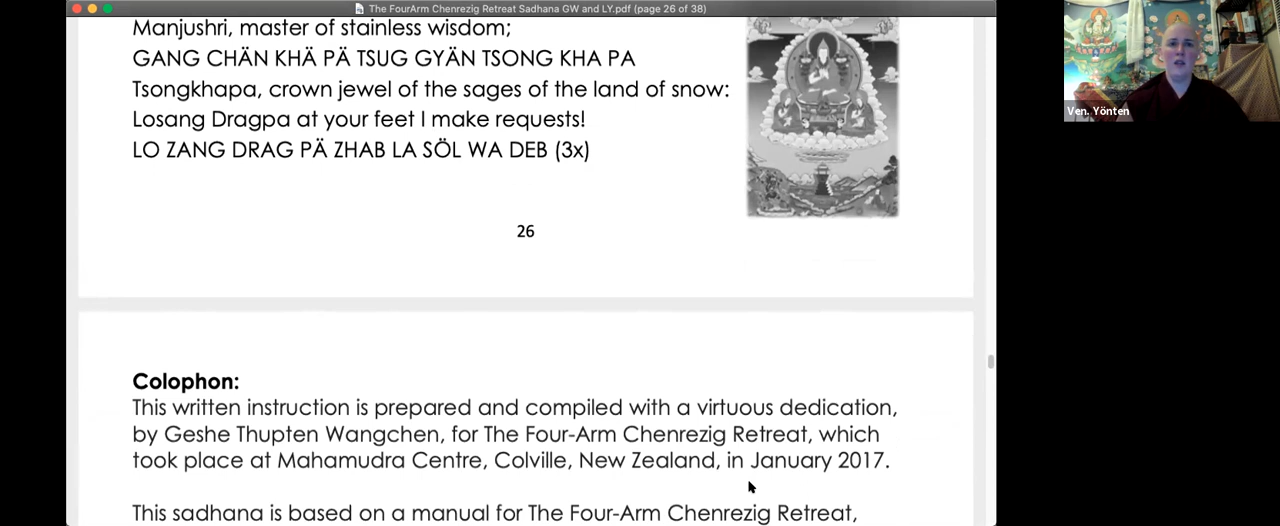 The FourArm Chenrezig Retreat Sadhana GW and LY.pdf (page 26 of 38)
Manjushri, master of stainless wisdom;
GANG CHÄN KHÄ PÄ TSUG GYÄN TSONG KHA PA
Tsongkhapa, crown jewel of the sages of the land of snow:
Losang Dragpa at your feet I make requests!
LO ZANG DRAG PÄ ZHAB LA SÖL WA DEB (3x)
26
Colophon:
This written instruction is prepared and compiled with a virtuous dedication,
by Geshe Thupten Wangchen, for The Four-Arm Chenrezig Retreat, which
took place at Mahamudra Centre, Colville, New Zealand, in January 2017.
This sadhana is based on a manual for The Four-Arm Chenrezig Retreat,
Ven. Yönten